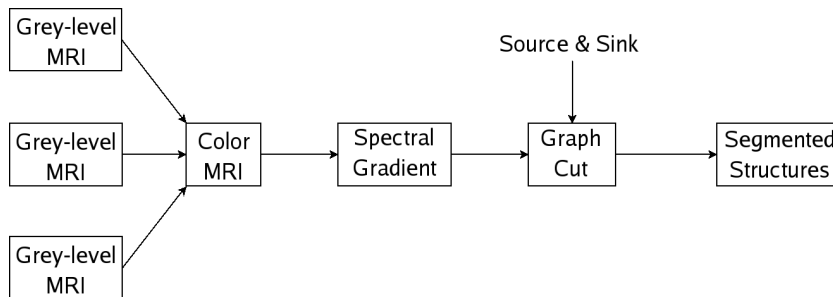 Grey-level
MRI
Source & Sink
Grey-level
MRI
Color
MRI
Spectral
Gradient
Graph
Cut
Segmented
Structures
Grey-level
MRI